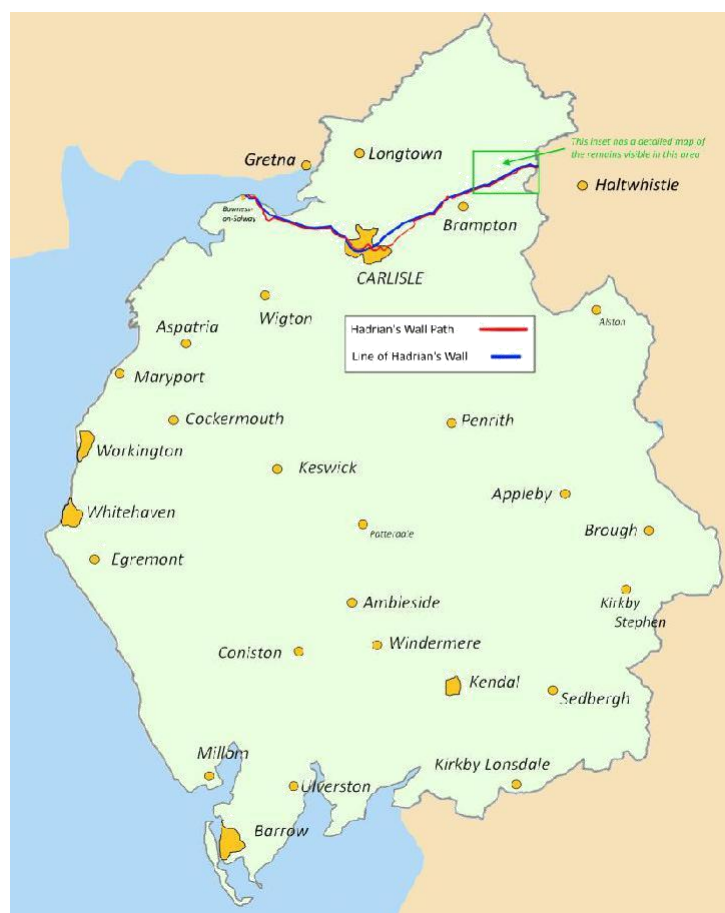 This inset has a detailed map of
the remains visible in this area
Longtown
Gretna
Haltwhistle
Bowness-
on-Solway
Brampton
CARLISLE
Wigton
Alston
Hadrian's Wall Path
Line of Hadrian's Wall
Aspatria
Maryport
Cockermouth
Penrith
Workington
Keswick
Appleby
Whitehaven
Patterdale
Brough
Egremont
Kirkby
Stephen
Ambleside
Windermere
Coniston
Kendal
Sedbergh
Millom
Kirkby Lonsdale
Ulverston
Barrow